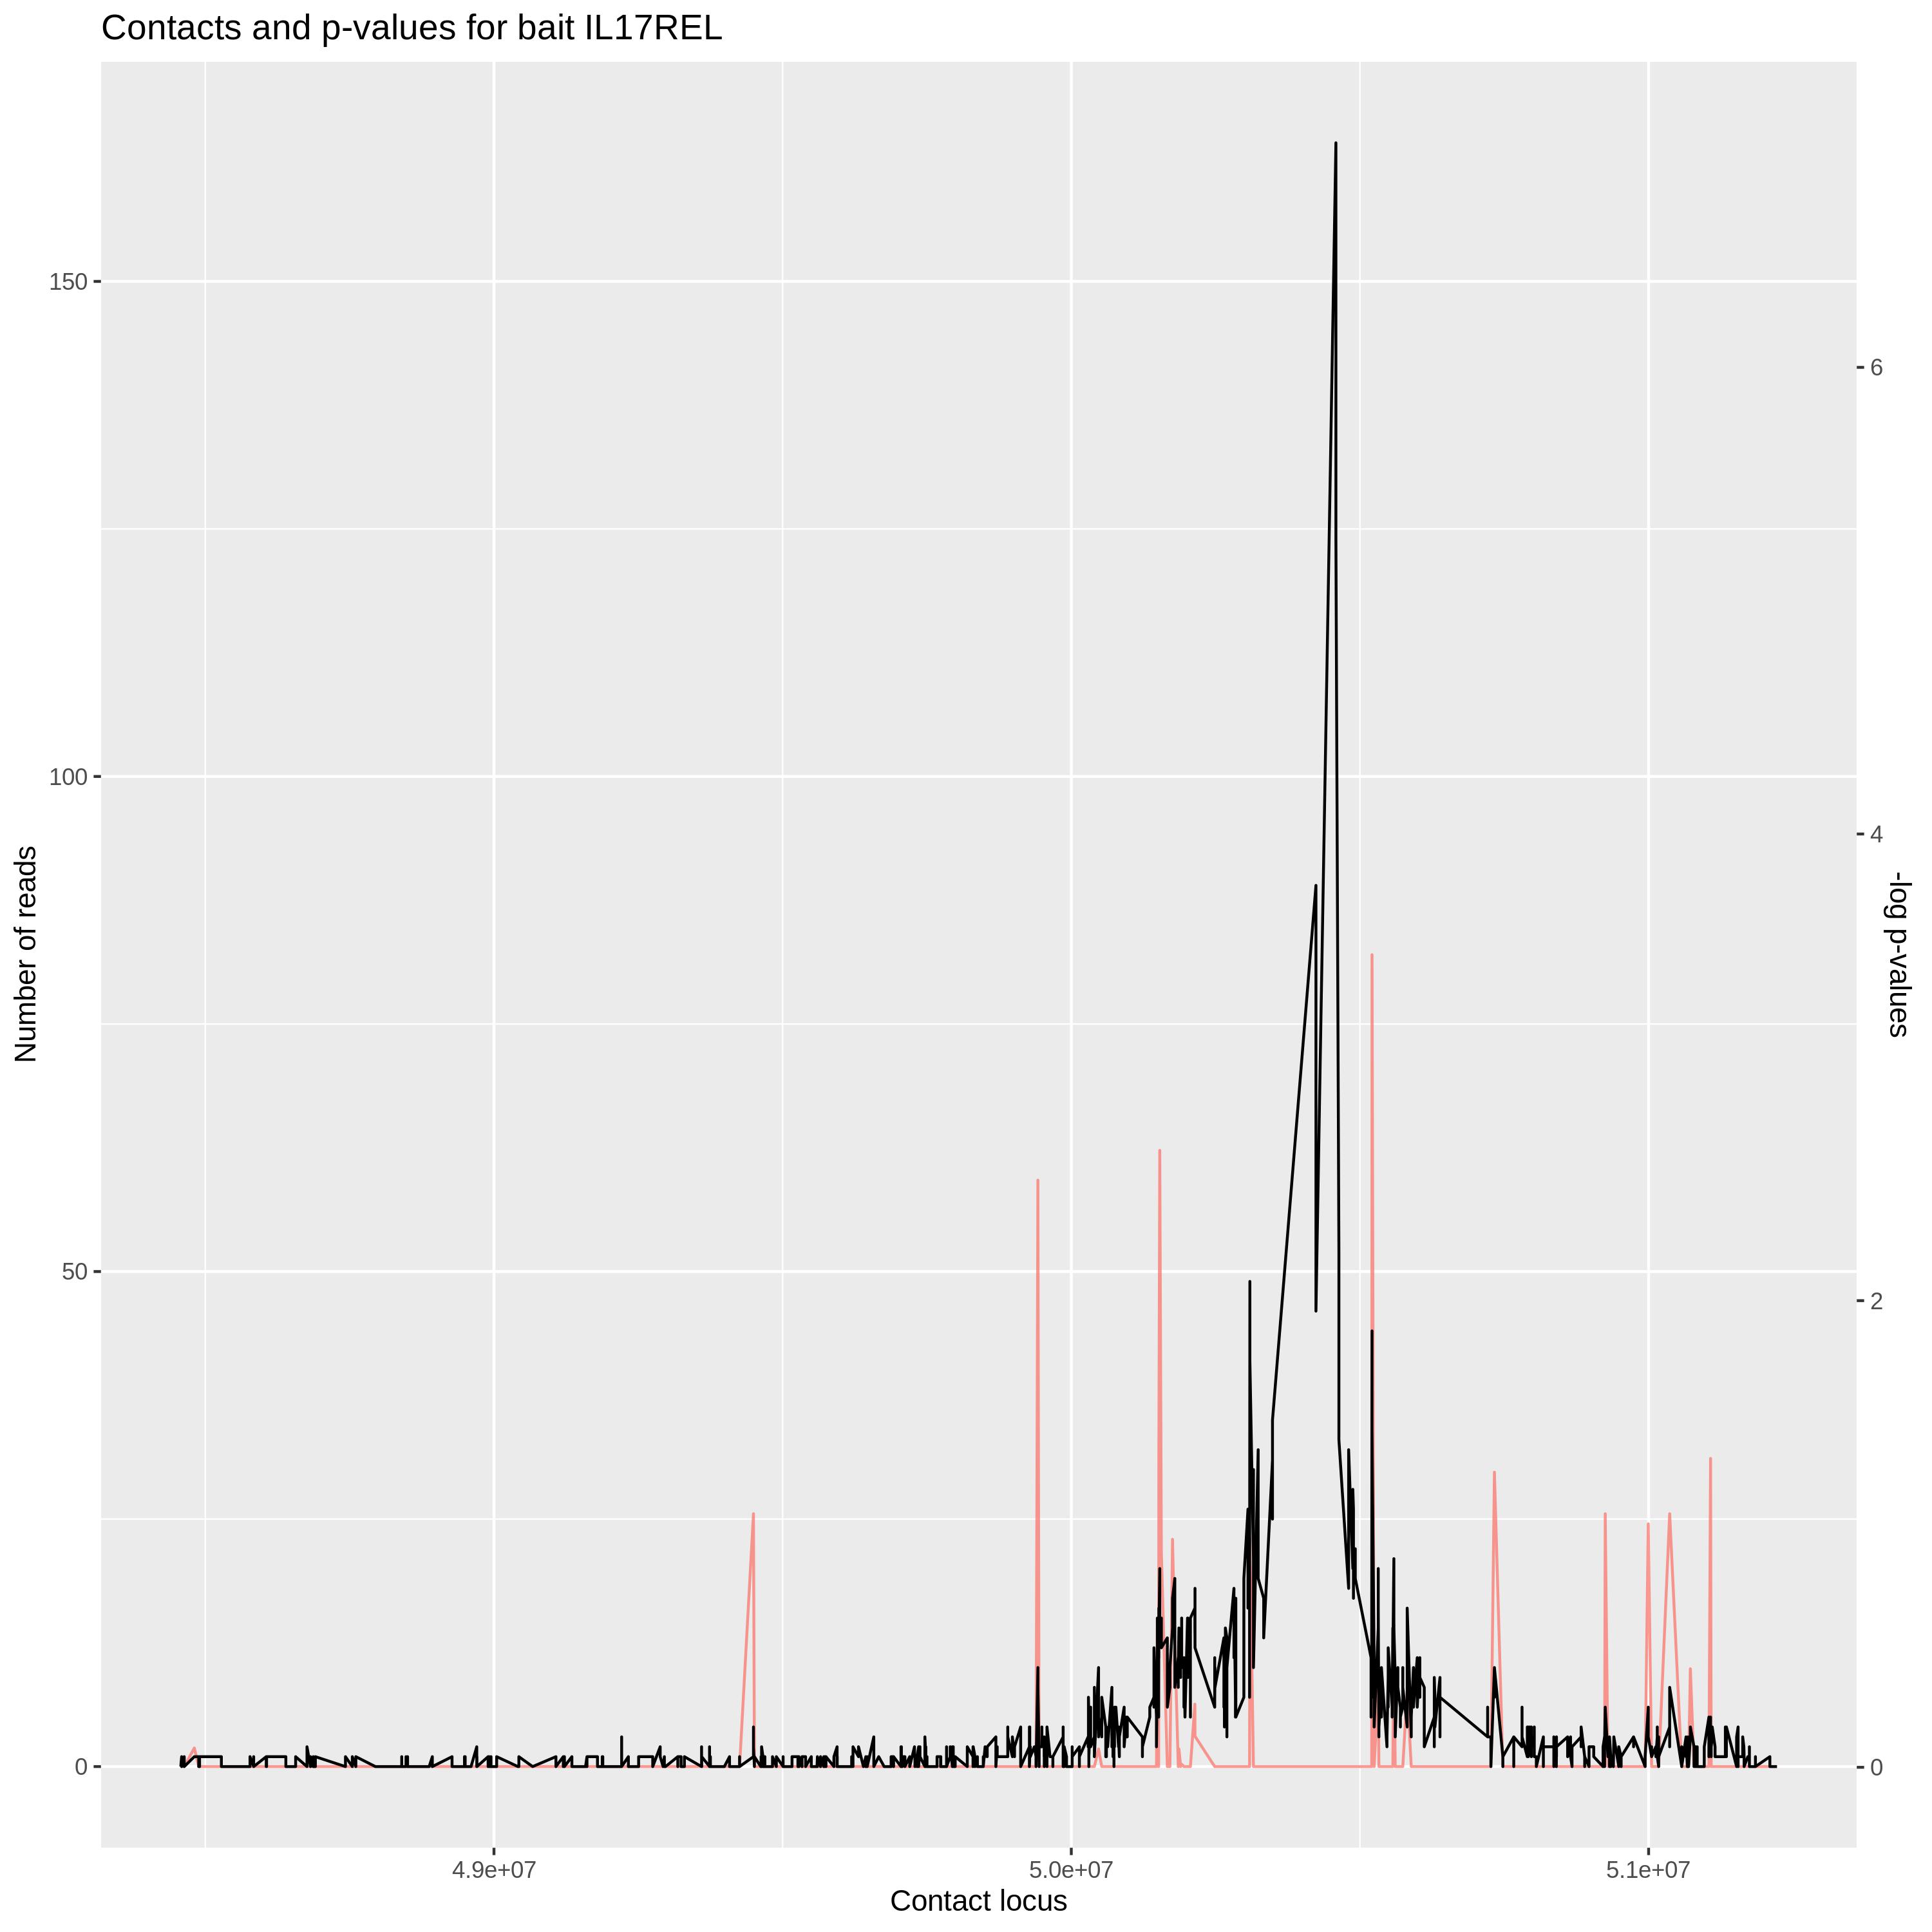 Contacts and p-values for bait IL17REL
150
100
50
0
Number of reads
6
4
2
0
-log p-values
4.9e+07
5.0e+07
5.1e+07
Contact locus